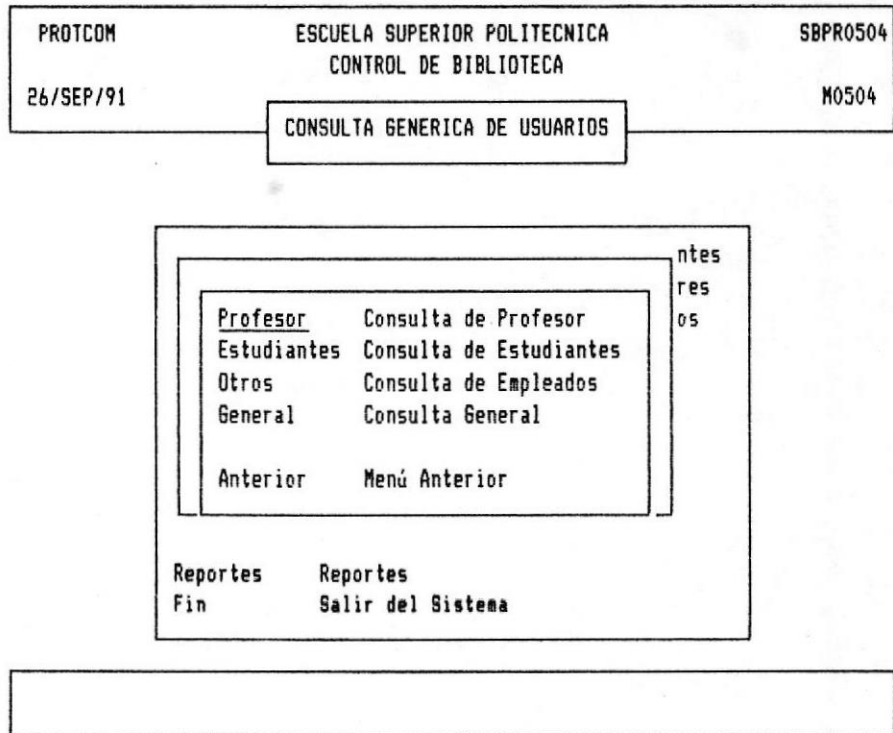 PROTCOM ESCUELA SUPERIOR POLITECNICA SBPR0504
CONTROL DE BIBLIOTECA
26/SEP/91 M0504
CONSULTA GENERICA DE USUARIOS
ntes
res
Profesor Consulta de Profesor os
Estudiantes Consulta de Estudiantes
Otros Consulta de Empleados
General Consulta General
Anterior Menú Anterior
Reportes Reportes
Fin Salir del Sistema